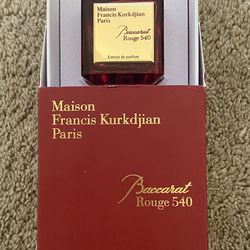 Maison
Francis Kurkdjian
Paris
Baccarat
Rouge 540
Extrait de parfum
Maison
Francis Kurkdjian
Paris
Baccarat
Rouge 540